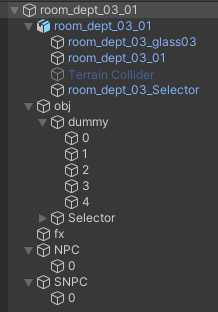 room_dept_03_01
room_dept_03_01
room_dept_03_glass03
room_dept_03_01
Terrain Collider
room_dept_03_Selector
obj
dummy
0
1
2
3
4
Selector
fx
NPC
0
SNPC
0